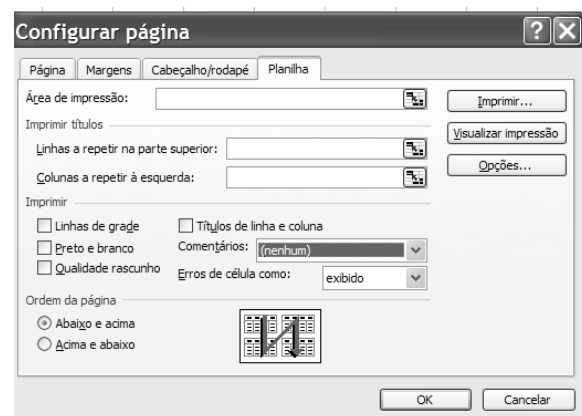 Configurar página
Página Margens Cabeçalho/rodapé Planilha
Área de impressão: Imprimir...
Imprimir títulos Visualizar impressão
Linhas a repetir na parte superior:
Opções...
Colunas a repetir à esquerda:
Imprimir
Linhas de grade Títulos de linha e coluna
Preto e branco Comentários: (nenhum)
Qualidade rascunho Erros de célula como: exibido
Ordem da página
Abaixo e acima
Acima e abaixo
OK Cancelar